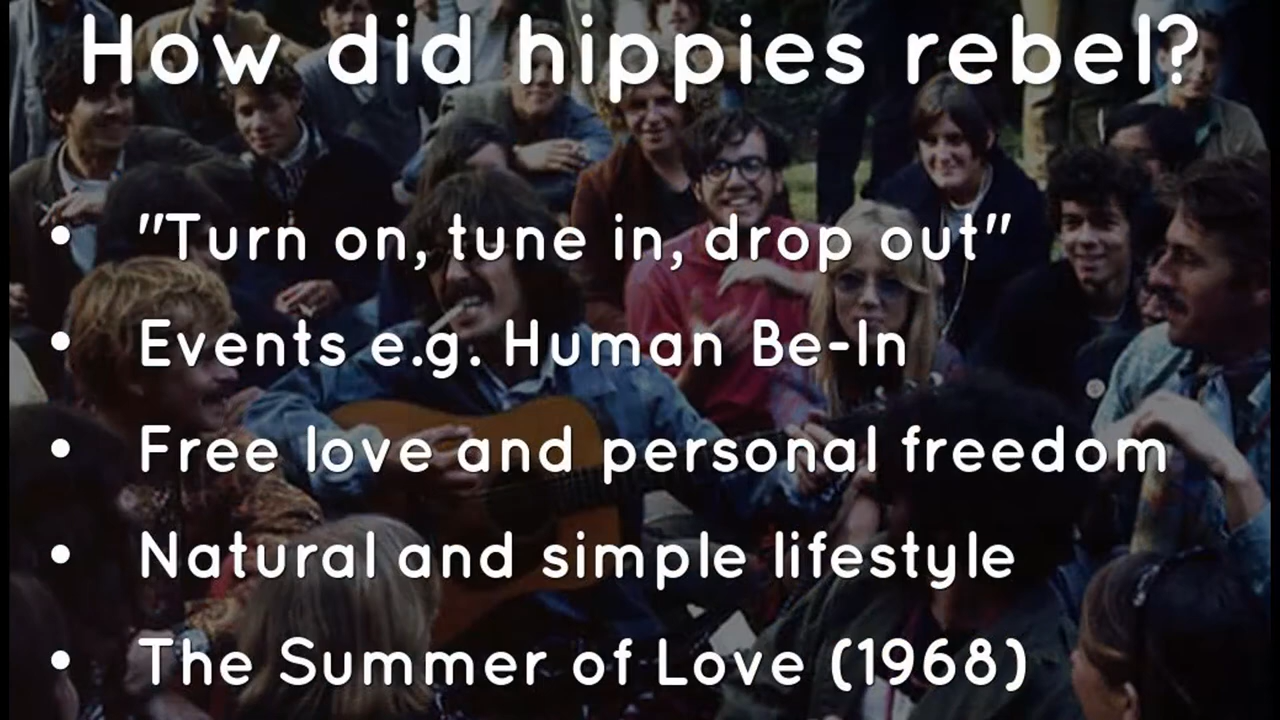 How did hippies rebel?
• "Turn on, tune in, drop out"
• Events e.g. Human Be-In
• Free love and personal freedom
• Natural and simple lifestyle
• The Summer of Love (1968)